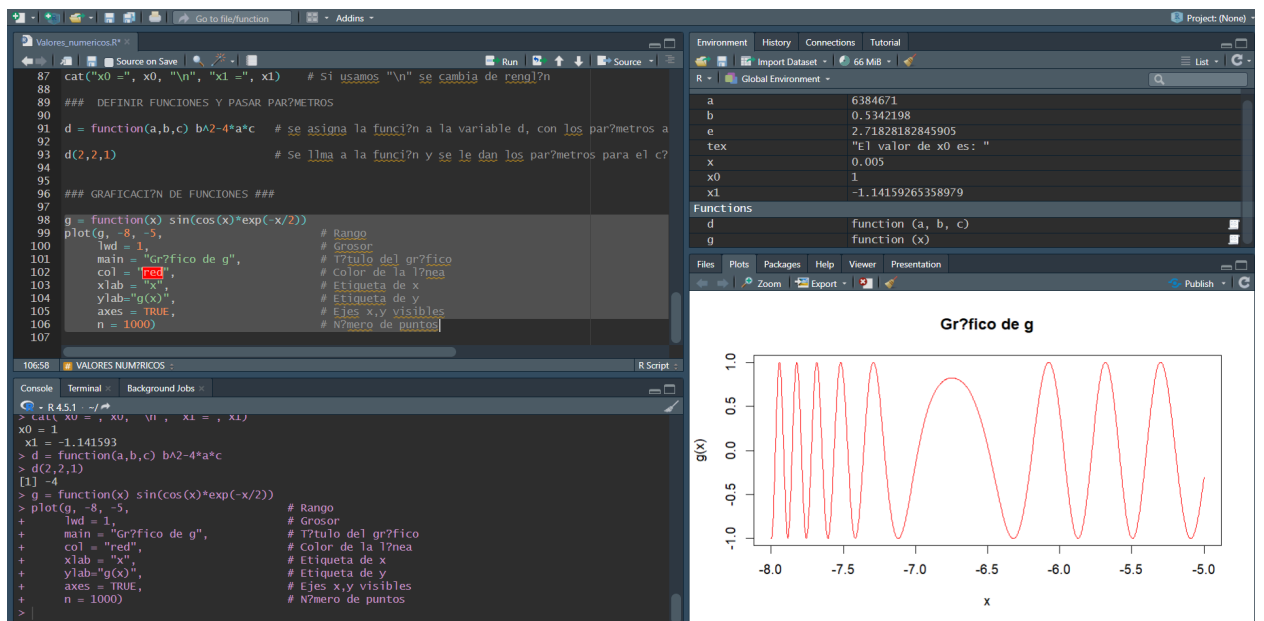 Go to file/function
Addins
Project: (None)
Valores_numericos.R*
Source on Save
Run
Source
87 cat("x0 =", x0, "\n", "x1 =", x1)    # Si usamos "\n" se cambia de rengl?n
88
89 ###  DEFINIR FUNCIONES Y PASAR PAR?METROS
90
91 d = function(a,b,c) b^2-4*a*c   # se asigna la funci?n a la variable d, con los par?metros a
92
93 d(2,2,1)                        # Se llma a la funci?n y se le dan los par?metros para el c?
94
95
96 ### GRAFICACI?N DE FUNCIONES ###
97
98 g = function(x) sin(cos(x)*exp(-x/2))
99 plot(g, -8, -5,                 # Rango
100      lwd = 1,                   # Grosor
101      main = "Gr?fico de g",     # T?tulo del gr?fico
102      col = "red",               # Color de la l?nea
103      xlab = "x",                # Etiqueta de x
104      ylab="g(x)",               # Etiqueta de y
105      axes = TRUE,               # Ejes x,y visibles
106      n = 1000)                  # N?mero de puntos
107
106:58
# VALORES NUM?RICOS
R Script
Console Terminal Background Jobs
R 4.5.1 · ~/
> cat("x0 =", x0, "\n", "x1 =", x1)
x0 = 1
 x1 = -1.141593
> d = function(a,b,c) b^2-4*a*c
> d(2,2,1)
[1] -4
> g = function(x) sin(cos(x)*exp(-x/2))
> plot(g, -8, -5,                 # Rango
+      lwd = 1,                   # Grosor
+      main = "Gr?fico de g",     # T?tulo del gr?fico
+      col = "red",               # Color de la l?nea
+      xlab = "x",                # Etiqueta de x
+      ylab="g(x)",               # Etiqueta de y
+      axes = TRUE,               # Ejes x,y visibles
+      n = 1000)                  # N?mero de puntos
>
Environment History Connections Tutorial
Import Dataset
66 MiB
List
R
Global Environment
a 6384671
b 0.5342198
e 2.71828182845905
tex "El valor de x0 es: "
x 0.005
x0 1
x1 -1.14159265358979
Functions
d function (a, b, c)
g function (x)
Files Plots Packages Help Viewer Presentation
Zoom
Export
Publish
Gr?fico de g
g(x)
1.0
0.5
0.0
-0.5
-1.0
-8.0 -7.5 -7.0 -6.5 -6.0 -5.5 -5.0
x